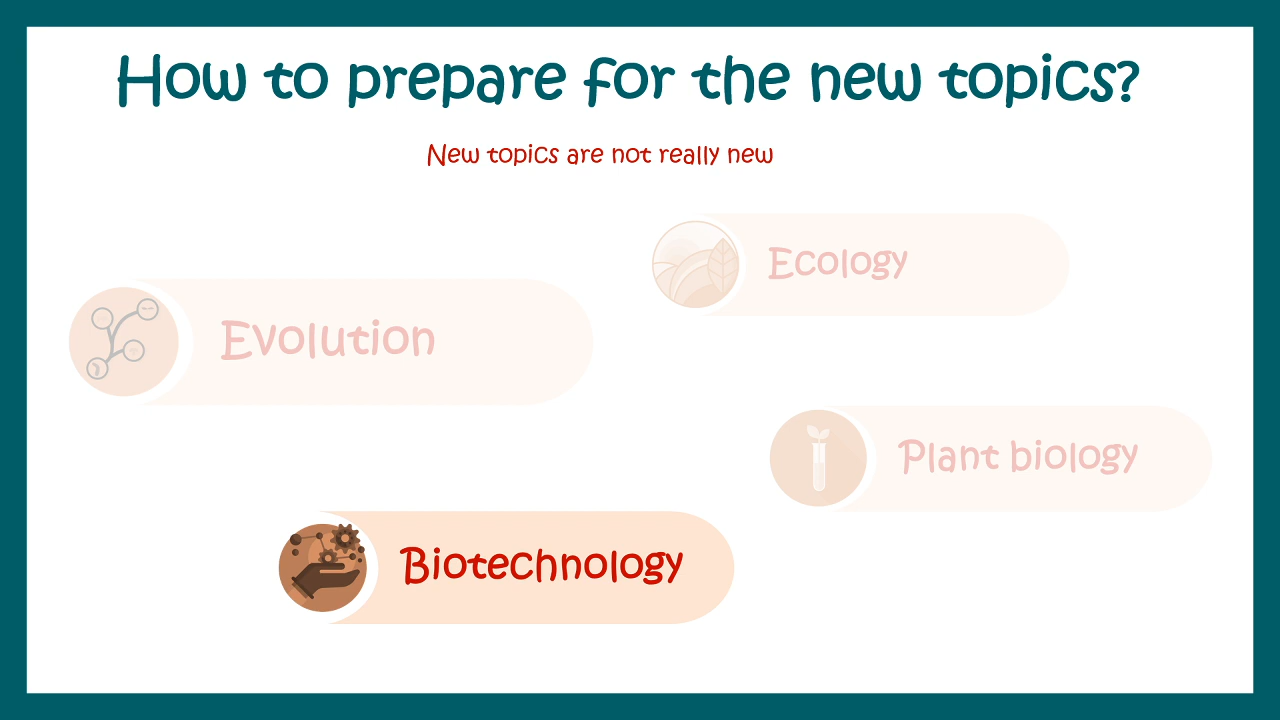 How to prepare for the new topics?
New topics are not really new
Ecology
Evolution
Plant biology
Biotechnology